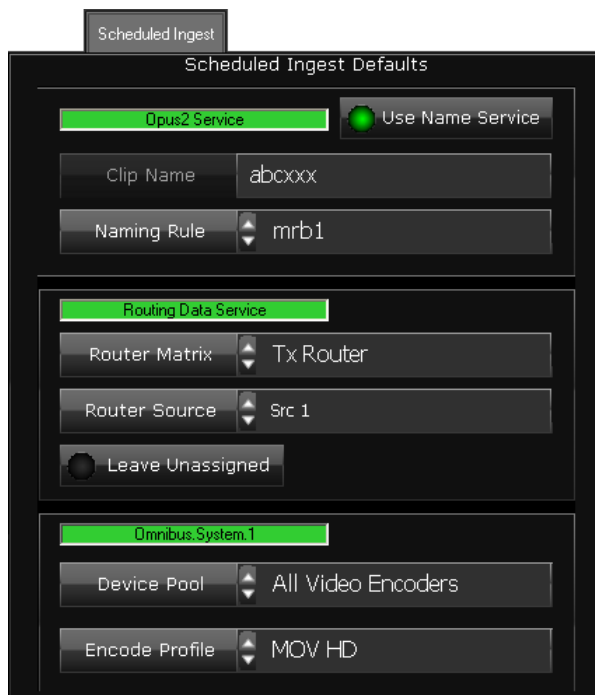 Scheduled Ingest
Scheduled Ingest Defaults
Opus2 Service
Use Name Service
Clip Name abcxxx
Naming Rule mrb1
Routing Data Service
Router Matrix Tx Router
Router Source Src 1
Leave Unassigned
Omnibus.System.1
Device Pool All Video Encoders
Encode Profile MOV HD